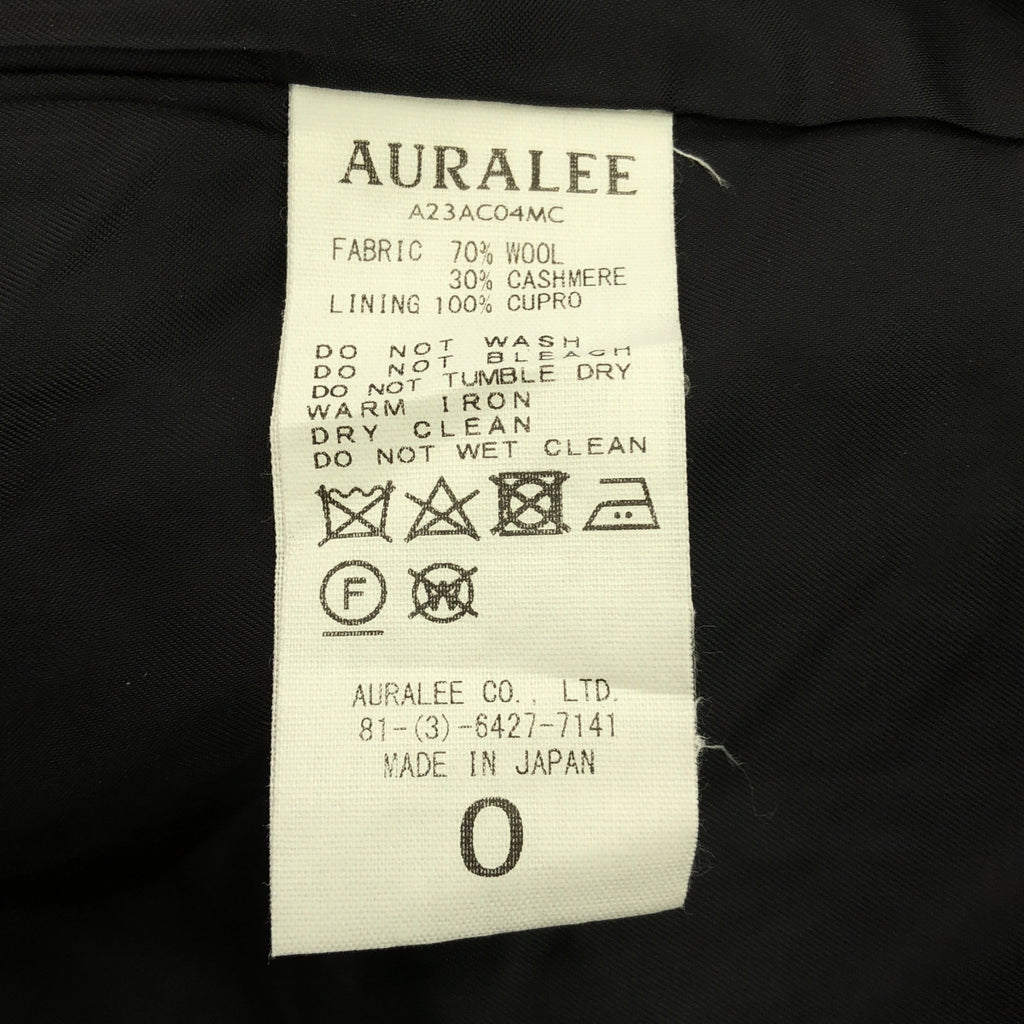 AURALEE
A23AC04MC
FABRIC 70% WOOL
30% CASHMERE
LINING 100% CUPRO
DO NOT WASH
DO NOT BLEACH
DO NOT TUMBLE DRY
WARM IRON
DRY CLEAN
DO NOT WET CLEAN
F W
AURALEE CO., LTD.
81-(3)-6427-7141
MADE IN JAPAN
0